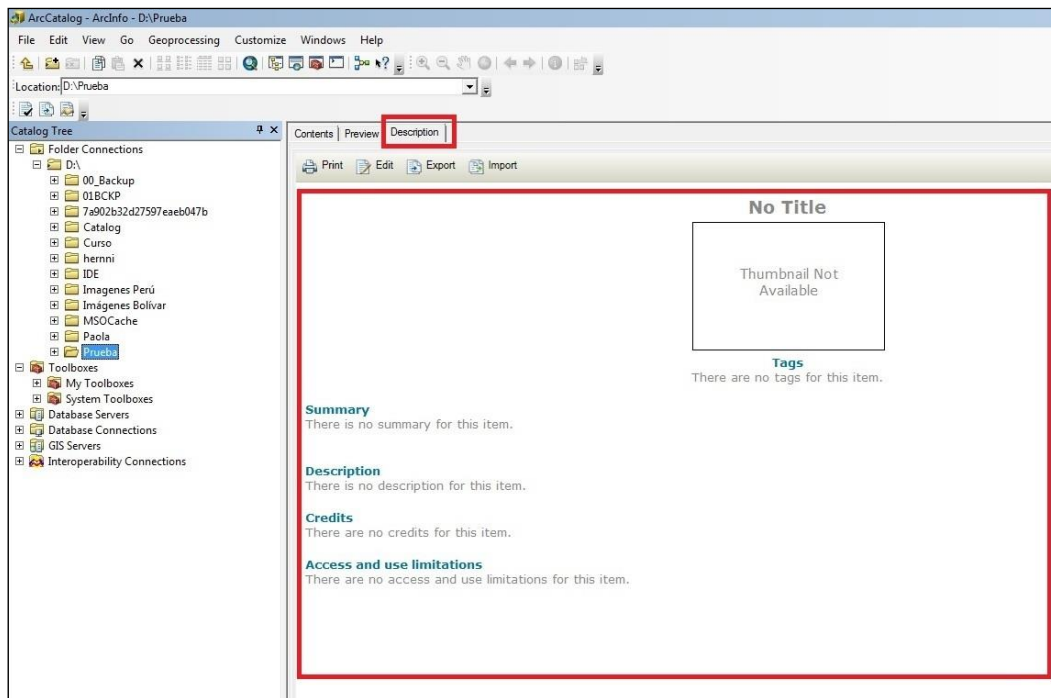 ArcCatalog - ArcInfo - D:\Prueba
File Edit View Go Geoprocessing Customize Windows Help
Location: D:\Prueba
Catalog Tree
Folder Connections
D:\
00_Backup
01BCKP
7a902b32d27597eaeb047b
Catalog
Curso
hernni
IDE
Imagenes Perú
Imágenes Bolívar
MSOCache
Paola
Prueba
Toolboxes
My Toolboxes
System Toolboxes
Database Servers
Database Connections
GIS Servers
Interoperability Connections
Contents Preview Description
Print Edit Export Import
No Title
Thumbnail Not
Available
Tags
There are no tags for this item.
Summary
There is no summary for this item.
Description
There is no description for this item.
Credits
There are no credits for this item.
Access and use limitations
There are no access and use limitations for this item.